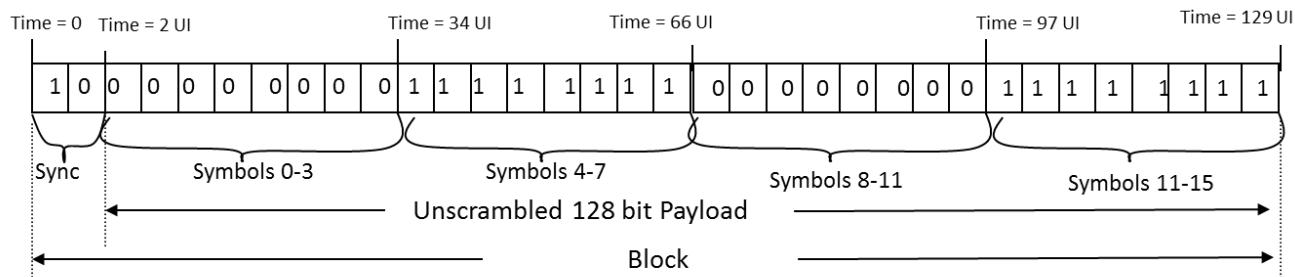 Time = 0 Time = 2 UI Time = 34 UI Time = 66 UI Time = 97 UI Time = 129 UI
1 0 0 0 0 0 0 0 0 0 1 1 1 1 1 1 1 1 0 0 0 0 0 0 0 0 1 1 1 1 1 1 1 1
Sync Symbols 0-3 Symbols 4-7 Symbols 8-11 Symbols 11-15
Unscrambled 128 bit Payload
Block